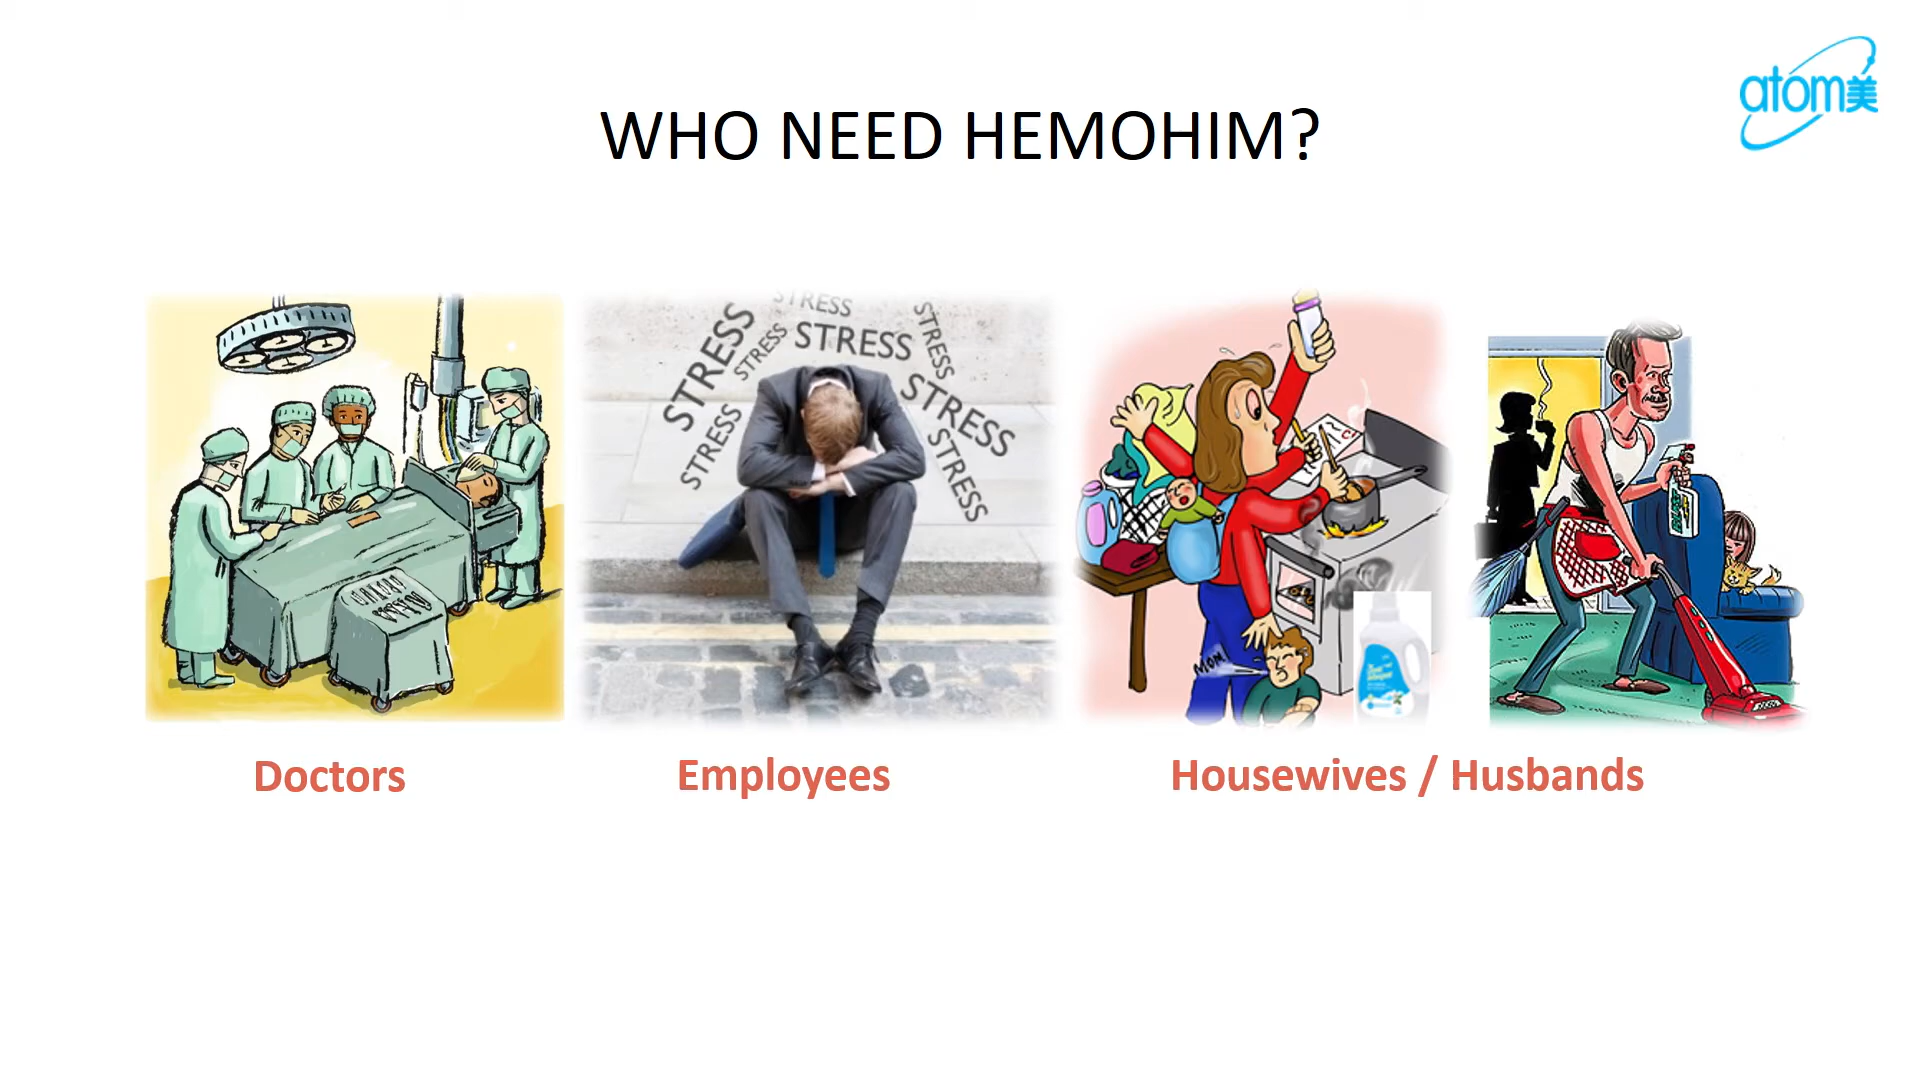 atom美
WHO NEED HEMOHIM?
STRESS
STRESS
STRESS
STRESS
STRESS
STRESS
STRESS
STRESS
MOM
Doctors
Employees
Housewives / Husbands